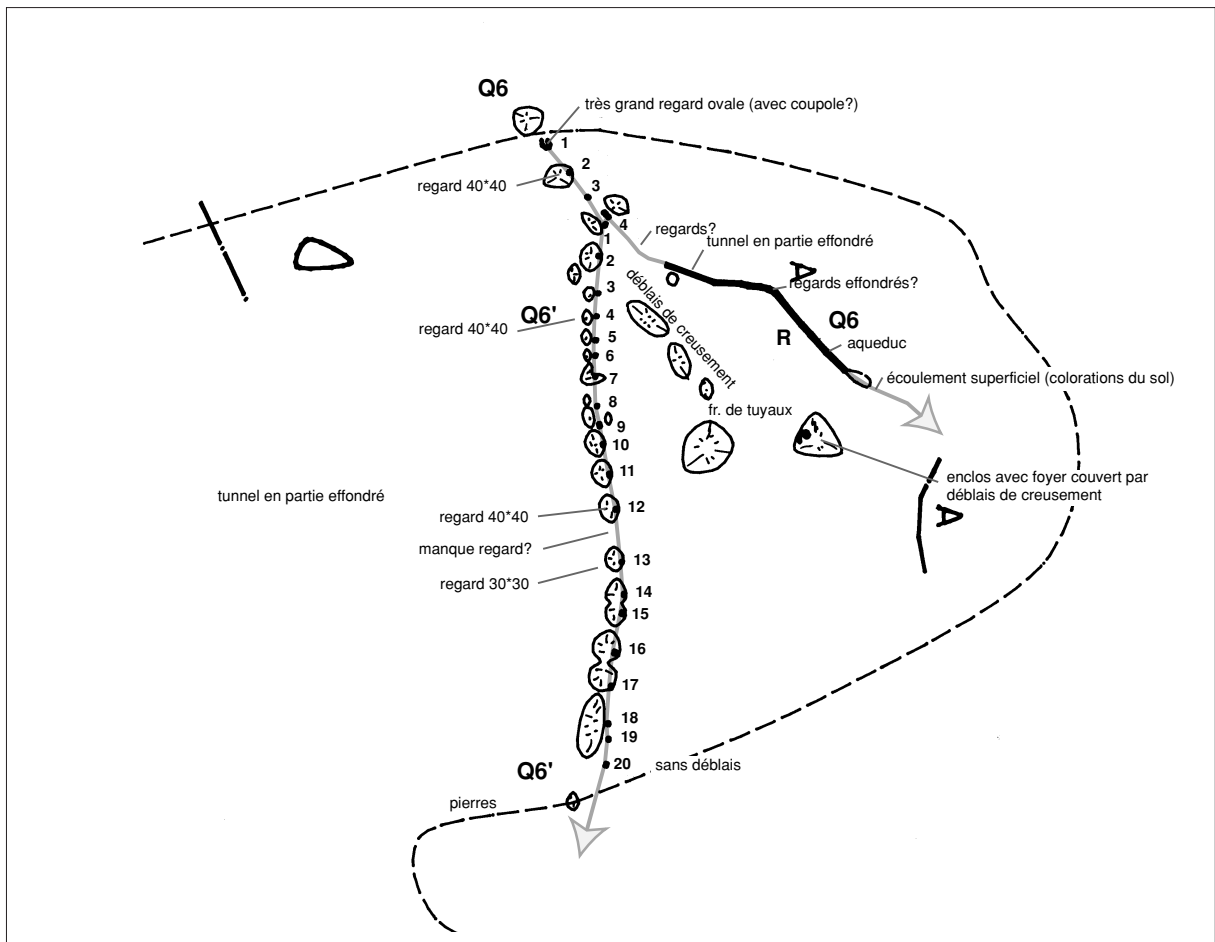 Q6
très grand regard ovale (avec coupole?)
1
2
regard 40*40
3
4
1
regards?
tunnel en partie effondré
2
A
déblais de creusement
regards effondrés?
3
Q6'
4
Q6
regard 40*40
R
5
aqueduc
6
7
écoulement superficiel (colorations du sol)
8
fr. de tuyaux
9
10
11
enclos avec foyer couvert par
déblais de creusement
tunnel en partie effondré
12
regard 40*40
A
manque regard?
13
regard 30*30
14
15
16
17
18
19
20
sans déblais
Q6'
pierres